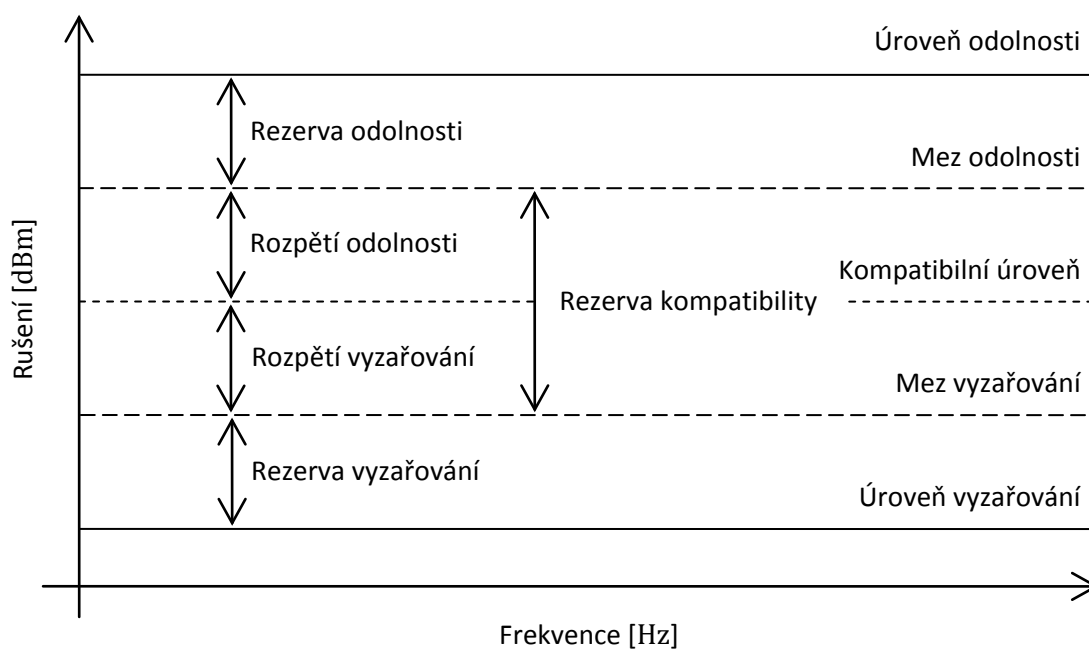 Úroveň odolnosti
Rezerva odolnosti
Mez odolnosti
Rozpětí odolnosti
Kompatibilní úroveň
Rezerva kompatibility
Rozpětí vyzařování
Mez vyzařování
Rezerva vyzařování
Úroveň vyzařování
Rušení [dBm]
Frekvence [Hz]